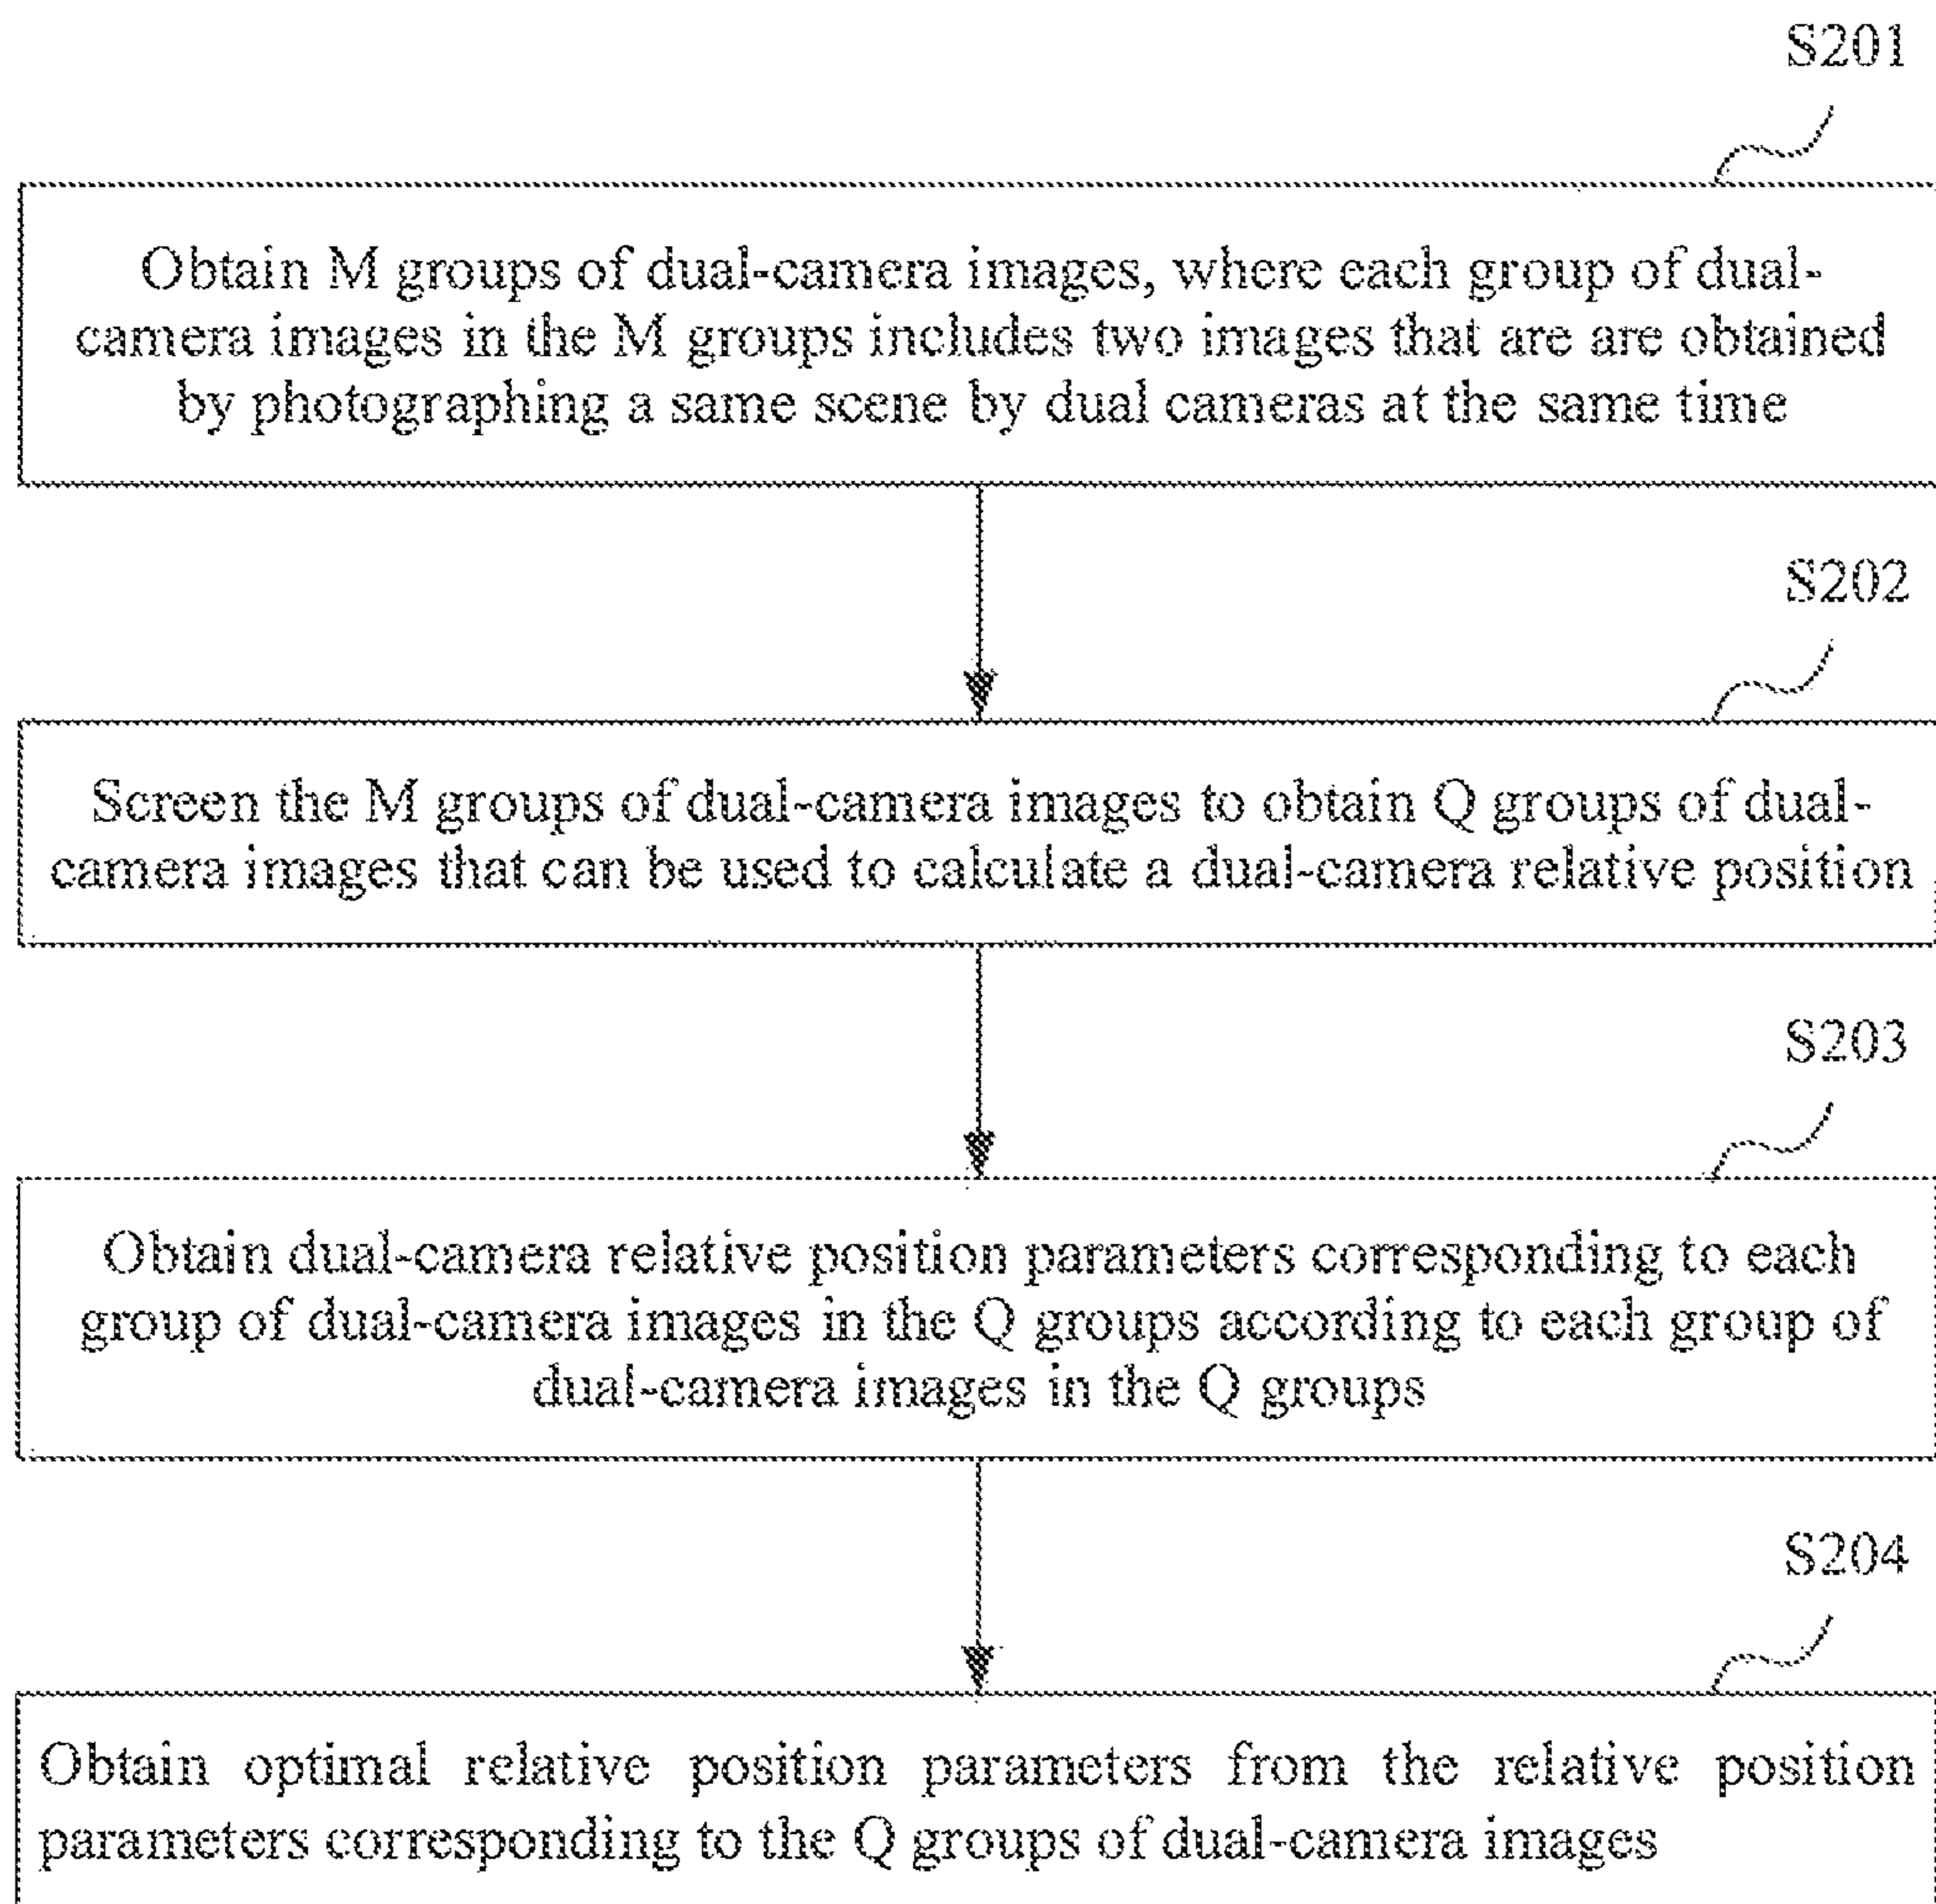 S201
Obtain M groups of dual-camera images, where each group of dual-
camera images in the M groups includes two images that are are obtained
by photographing a same scene by dual cameras at the same time
S202
Screen the M groups of dual-camera images to obtain Q groups of dual-
camera images that can be used to calculate a dual-camera relative position
S203
Obtain dual-camera relative position parameters corresponding to each
group of dual-camera images in the Q groups according to each group of
dual-camera images in the Q groups
S204
Obtain optimal relative position parameters from the relative position
parameters corresponding to the Q groups of dual-camera images